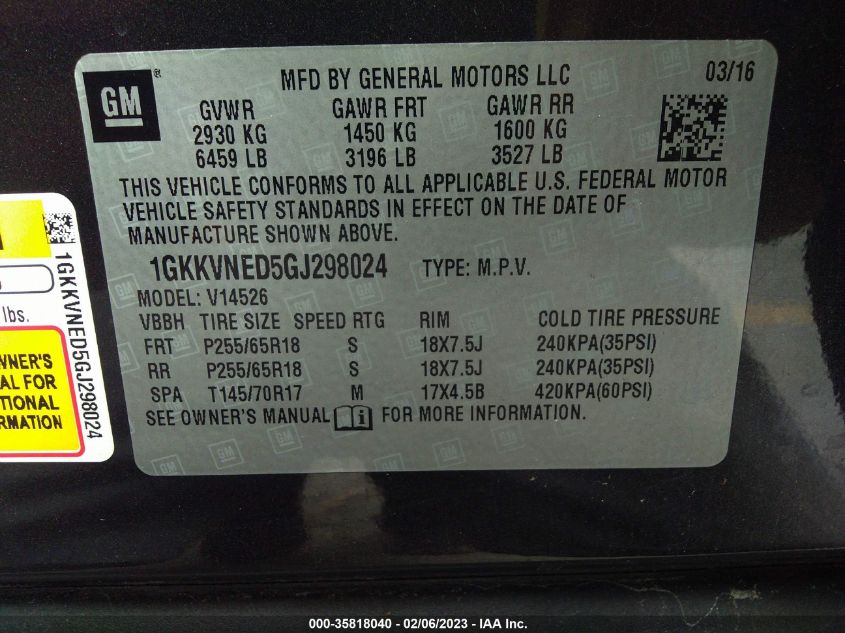 GM
®
MFD BY GENERAL MOTORS LLC
03/16
GVWR GAWR FRT GAWR RR
2930 KG 1450 KG 1600 KG
6459 LB 3196 LB 3527 LB
THIS VEHICLE CONFORMS TO ALL APPLICABLE U.S. FEDERAL MOTOR
VEHICLE SAFETY STANDARDS IN EFFECT ON THE DATE OF
MANUFACTURE SHOWN ABOVE.
1GKKVNED5GJ298024 TYPE: M.P.V.
MODEL: V14526
VBBH TIRE SIZE SPEED RTG RIM COLD TIRE PRESSURE
FRT P255/65R18 S 18X7.5J 240KPA(35PSI)
RR P255/65R18 S 18X7.5J 240KPA(35PSI)
SPA T145/70R17 M 17X4.5B 420KPA(60PSI)
SEE OWNER'S MANUAL i FOR MORE INFORMATION.
1GKKVNED5GJ298024
lbs.
WNER'S
AL FOR
TIONAL
RMATION
000-35818040 - 02/06/2023 - IAA Inc.